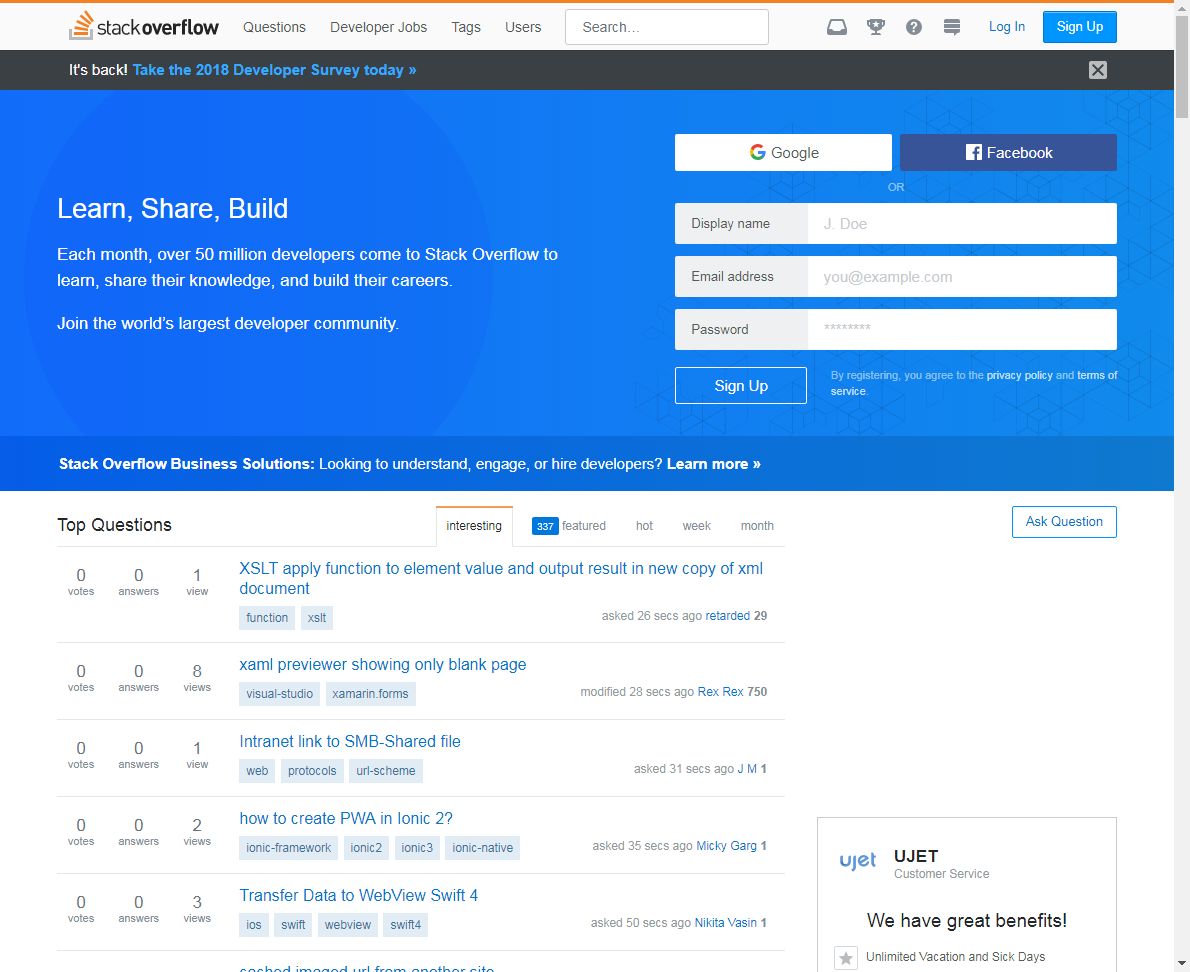 stackoverflow Questions Developer Jobs Tags Users Search… Log In Sign Up
It's back! Take the 2018 Developer Survey today »
Google Facebook
OR
Learn, Share, Build
Each month, over 50 million developers come to Stack Overflow to
learn, share their knowledge, and build their careers.
Join the world’s largest developer community.
Display name J. Doe
Email address you@example.com
Password ********
Sign Up By registering, you agree to the privacy policy and terms of
service.
Stack Overflow Business Solutions: Looking to understand, engage, or hire developers? Learn more »
Top Questions interesting 337 featured hot week month
Ask Question
0 votes 0 answers 1 view
XSLT apply function to element value and output result in new copy of xml
document
function xslt asked 26 secs ago retarded 29
0 votes 0 answers 8 views
xaml previewer showing only blank page
visual-studio xamarin.forms modified 28 secs ago Rex Rex 750
0 votes 0 answers 1 view
Intranet link to SMB-Shared file
web protocols url-scheme asked 31 secs ago J M 1
0 votes 0 answers 2 views
how to create PWA in Ionic 2?
ionic-framework ionic2 ionic3 ionic-native asked 35 secs ago Micky Garg 1
0 votes 0 answers 3 views
Transfer Data to WebView Swift 4
ios swift webview swift4 asked 50 secs ago Nikita Vasin 1
cached imaged url from another site
ujet UJET
Customer Service
We have great benefits!
Unlimited Vacation and Sick Days